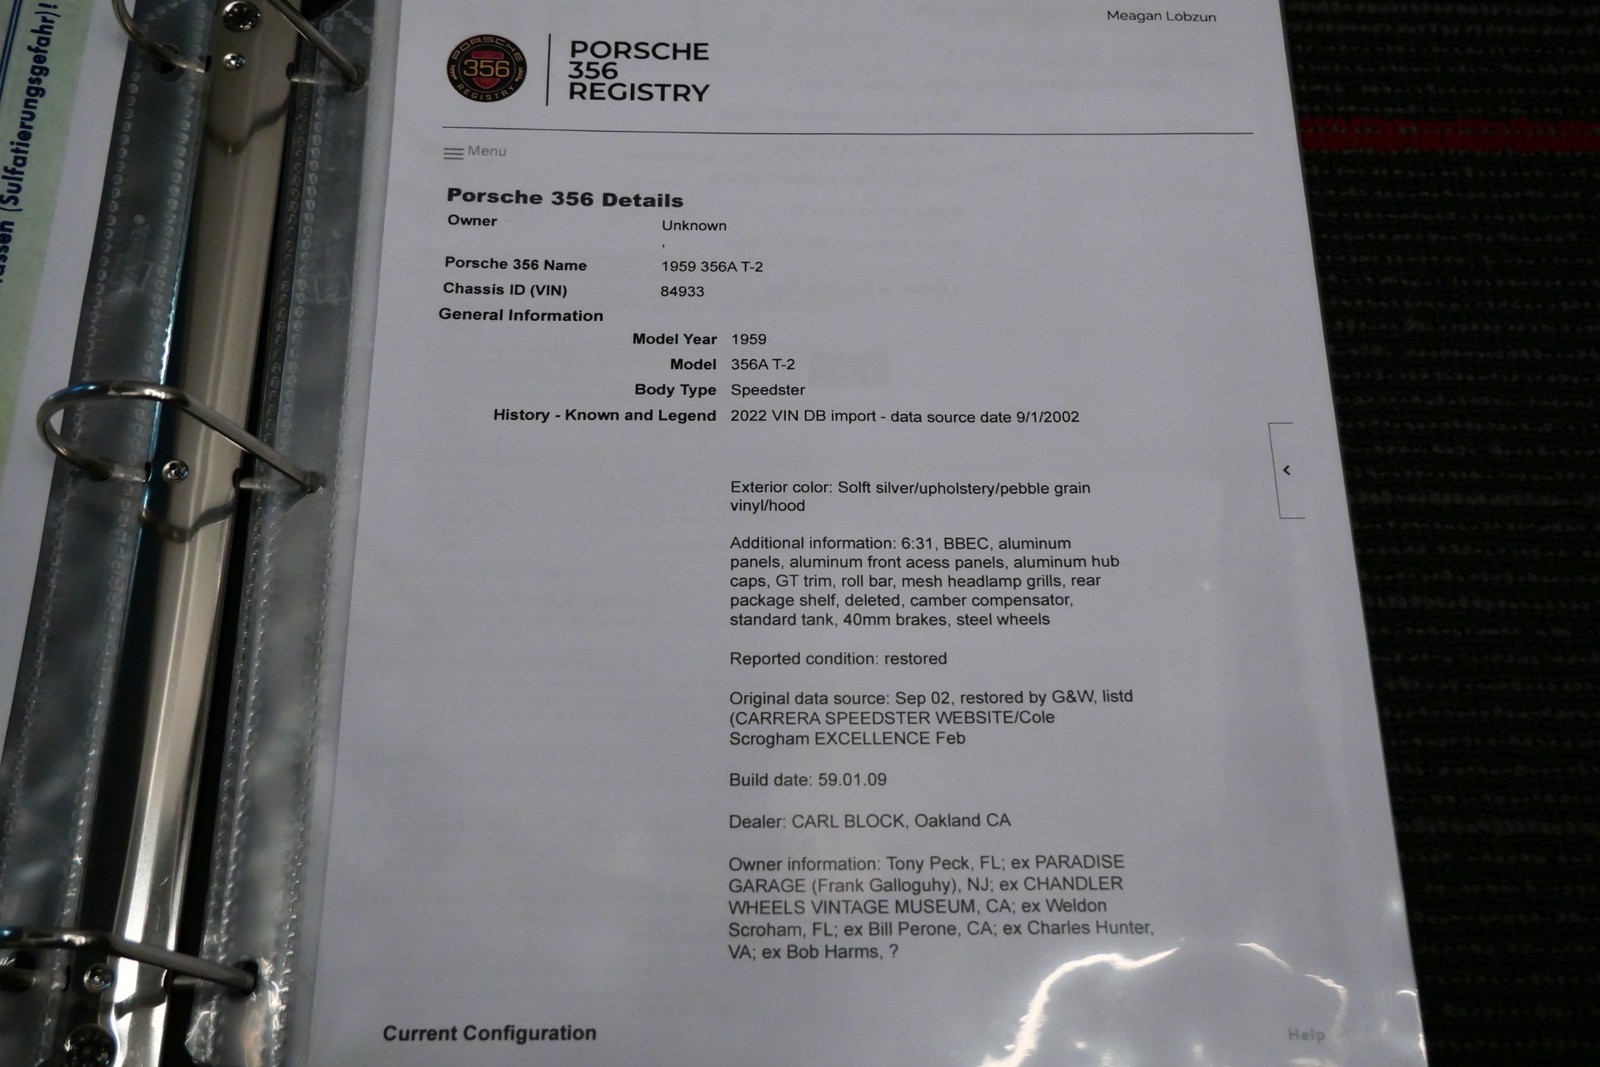 assen (Sulfatierungsgefahr)!
Meagan Lobzun
PORSCHE
356
REGISTRY
PORSCHE
356
REGISTRY
Menu
Porsche 356 Details
Owner Unknown
,
Porsche 356 Name 1959 356A T-2
Chassis ID (VIN) 84933
General Information
Model Year 1959
Model 356A T-2
Body Type Speedster
History - Known and Legend 2022 VIN DB import - data source date 9/1/2002
<
Exterior color: Solft silver/upholstery/pebble grain
vinyl/hood
Additional information: 6:31, BBEC, aluminum
panels, aluminum front acess panels, aluminum hub
caps, GT trim, roll bar, mesh headlamp grills, rear
package shelf, deleted, camber compensator,
standard tank, 40mm brakes, steel wheels
Reported condition: restored
Original data source: Sep 02, restored by G&W, listd
(CARRERA SPEEDSTER WEBSITE/Cole
Scrogham EXCELLENCE Feb
Build date: 59.01.09
Dealer: CARL BLOCK, Oakland CA
Owner information: Tony Peck, FL; ex PARADISE
GARAGE (Frank Galloguhy), NJ; ex CHANDLER
WHEELS VINTAGE MUSEUM, CA; ex Weldon
Scroham, FL; ex Bill Perone, CA; ex Charles Hunter,
VA; ex Bob Harms, ?
Current Configuration
Help